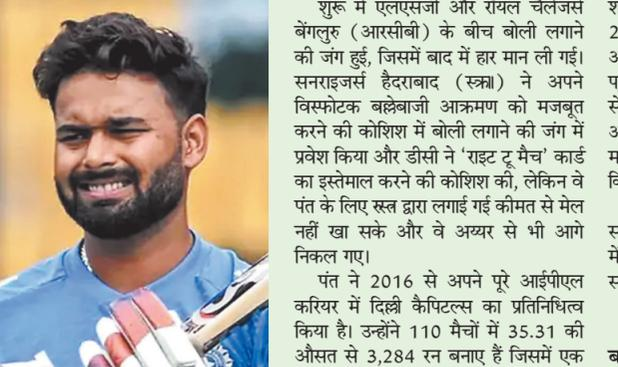 शुरू में एलएसजी और रॉयल चैलेंजर्स
बेंगलुरु (आरसीबी) के बीच बोली लगाने
की जंग हुई, जिसमें बाद में हार मान ली गई।
सनराइजर्स हैदराबाद (स्क्रा॥) ने अपने
विस्फोटक बल्लेबाजी आक्रमण को मजबूत
करने की कोशिश में बोली लगाने की जंग में
प्रवेश किया और डीसी ने ‘राइट टू मैच’ कार्ड
का इस्तेमाल करने की कोशिश की, लेकिन वे
पंत के लिए रुस्त्र द्वारा लगाई गई कीमत से मेल
नहीं खा सके और वे अय्यर से भी आगे
निकल गए।
पंत ने 2016 से अपने पूरे आईपीएल
करियर में दिल्ली कैपिटल्स का प्रतिनिधित्व
किया है। उन्होंने 110 मैचों में 35.31 की
औसत से 3,284 रन बनाए हैं जिसमें एक